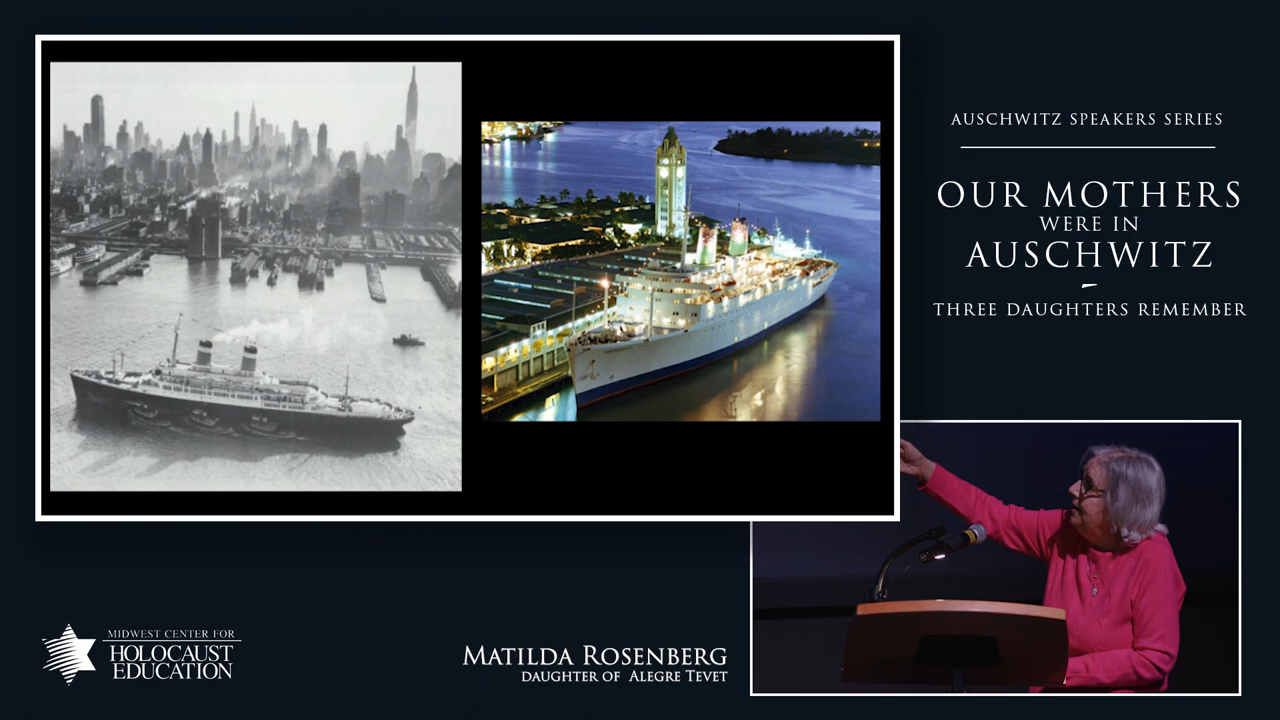 AUSCHWITZ SPEAKERS SERIES
OUR MOTHERS
WERE IN
AUSCHWITZ
THREE DAUGHTERS REMEMBER
MIDWEST CENTER FOR
HOLOCAUST
EDUCATION
MATILDA ROSENBERG
DAUGHTER OF ALEGRE TEVET